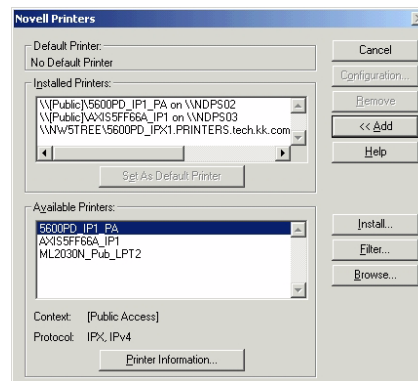 Novell Printers
Default Printer:
No Default Printer
Installed Printers:
\\[Public]\5600PD_IP1_PA on \\NDPS02
\\[Public]\AXIS5FF66A_IP1 on \\NDPS03
\\NW5TREE\5600PD_IPX1.PRINTERS.tech.kk.com
Set As Default Printer
Available Printers:
5600PD_IP1_PA
AXIS5FF66A_IP1
ML2030N_Pub_LPT2
Context: [Public Access]
Protocol: IPX, IPv4
Printer Information...
Cancel
Configuration...
Remove
<< Add
Help
Install...
Filter...
Browse...